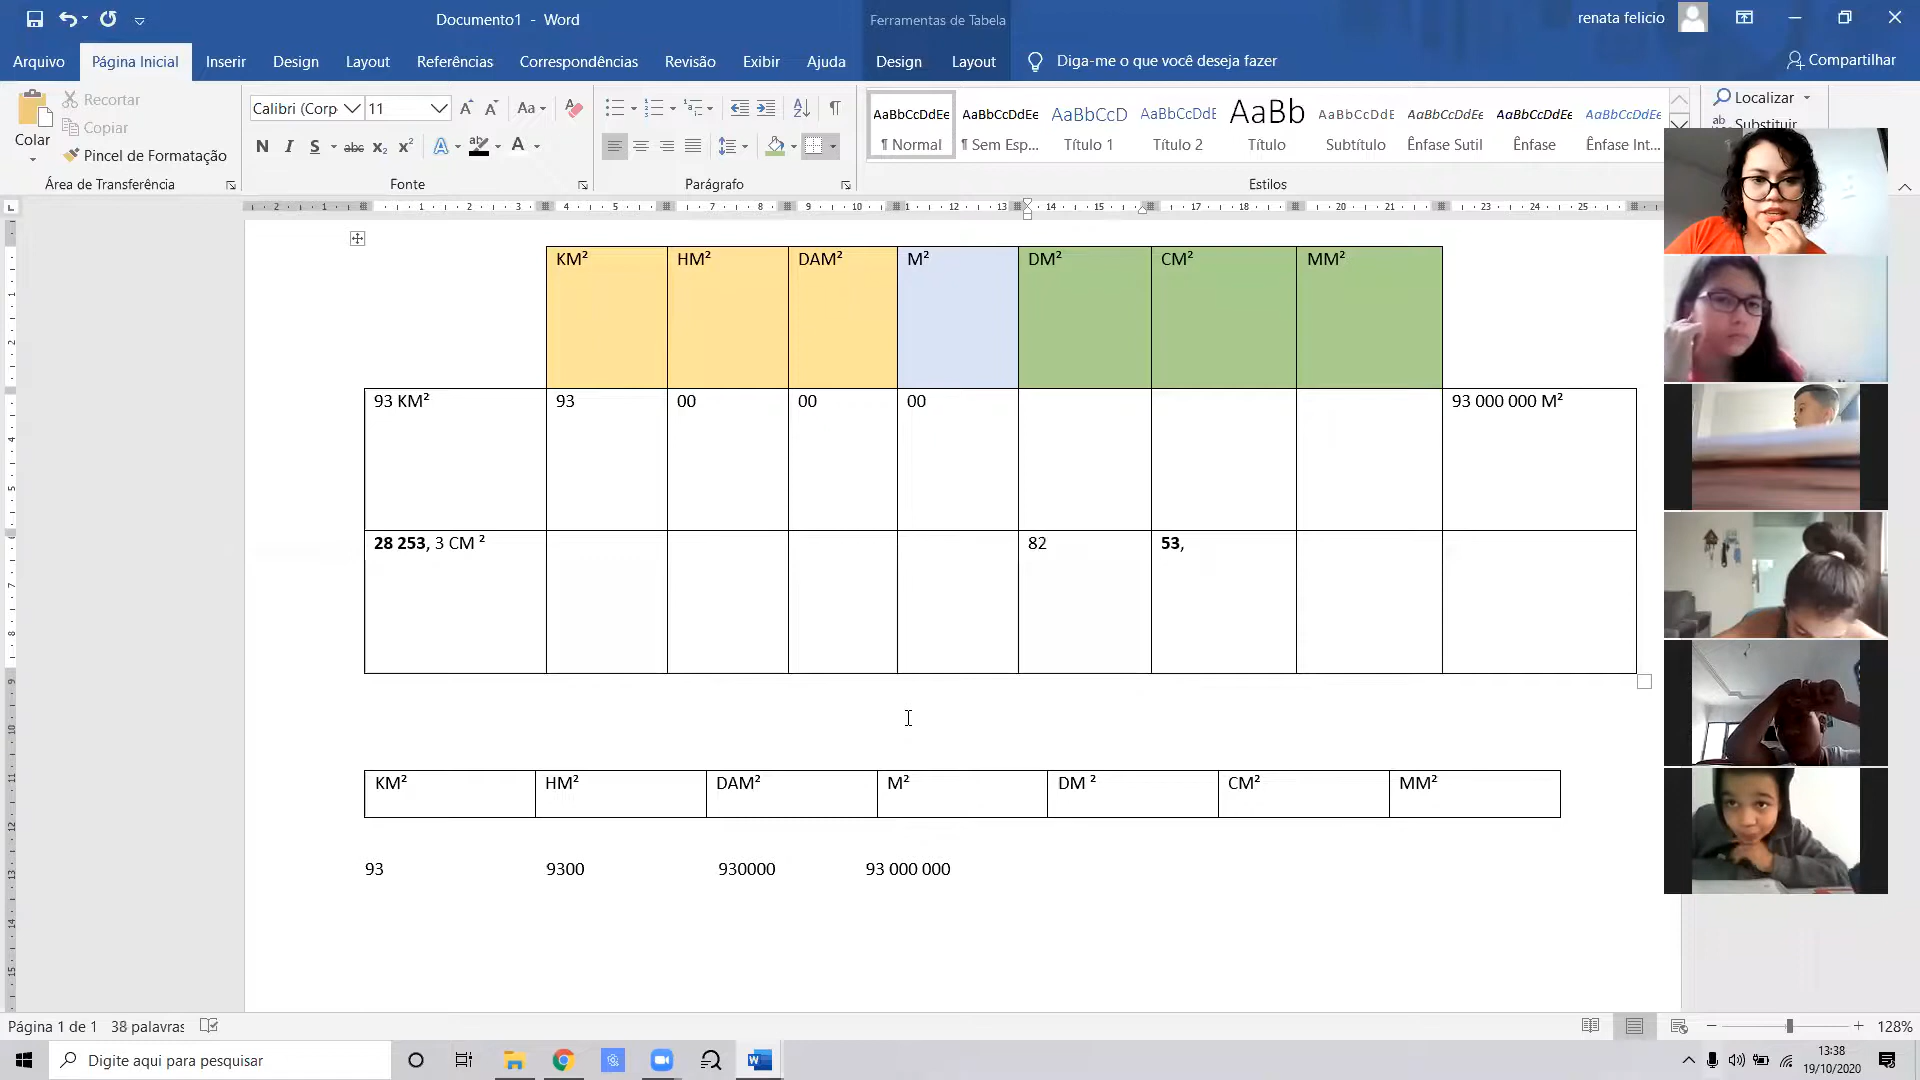 Documento1 - Word
Ferramentas de Tabela
renata felicio
Arquivo
Página Inicial
Inserir
Design
Layout
Referências
Correspondências
Revisão
Exibir
Ajuda
Design
Layout
Diga-me o que você deseja fazer
Compartilhar
Colar
Recortar
Copiar
Pincel de Formatação
Área de Transferência
Calibri (Corp
11
Aa
N I S abc x₂ x² A ab A
Fonte
Parágrafo
AaBbCcDdEe
¶ Normal
AaBbCcDdEe
¶ Sem Esp...
AaBbCcD
Título 1
AaBbCcDdE
Título 2
AaBb
Título
AaBbCcDdE
Subtítulo
AaBbCcDdEe
Ênfase Sutil
AaBbCcDdEe
Ênfase
AaBbCcDdEe
Ênfase Int...
Estilos
Localizar
Substituir
KM² HM² DAM² M² DM² CM² MM²
93 KM² 93 00 00 00 93 000 000 M²
28 253, 3 CM ² 82 53,
KM² HM² DAM² M² DM ² CM² MM²
93 9300 930000 93 000 000
Página 1 de 1 38 palavras
128%
Digite aqui para pesquisar
13:38
19/10/2020